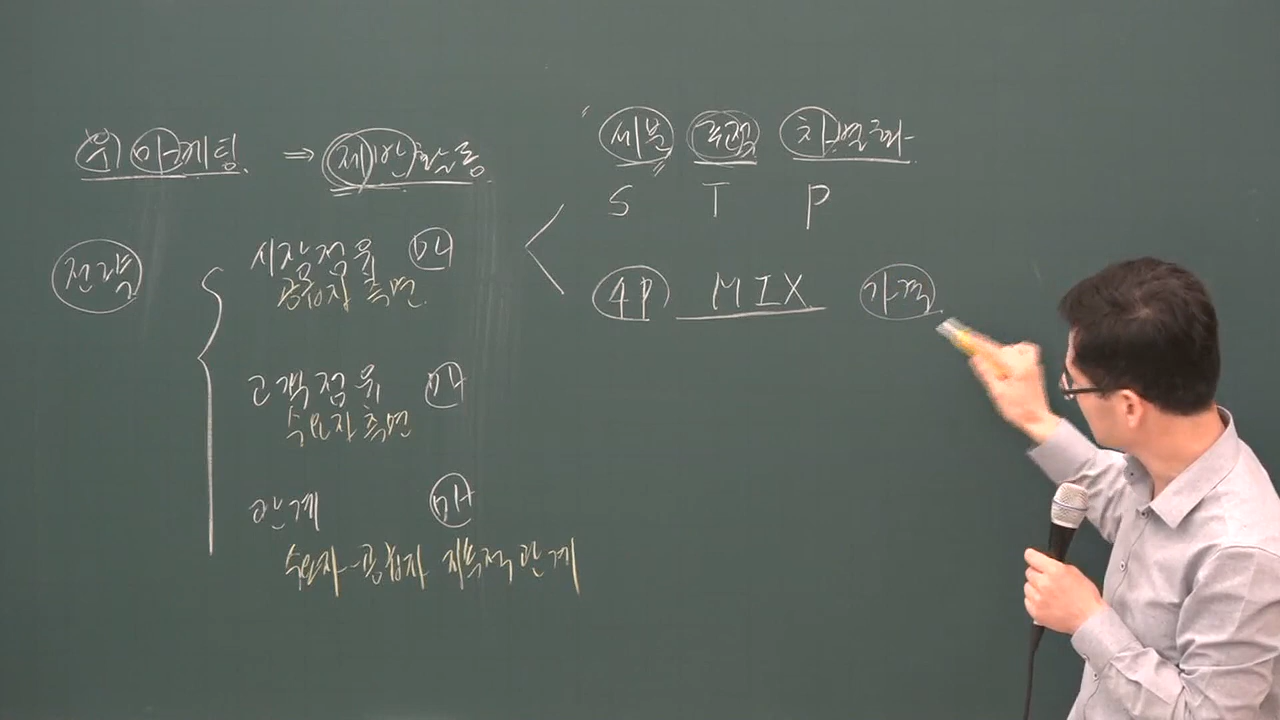 부 마케팅 ⇒ 제한활동
전략
시장점유 마
공급자 측면
고객점유 마
수요자 측면
관계 마
수요자-공급자 지속적 관계
세분 표적 차별화
S T P
4P MIX 가격